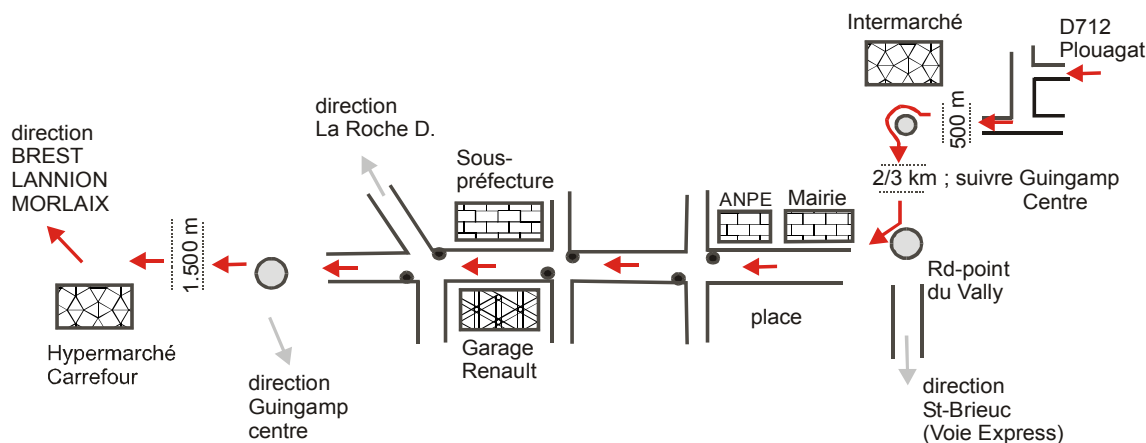 Intermarché
D712
Plouagat
500 m
direction
La Roche D.
direction
BREST
LANNION
MORLAIX
Sous-
préfecture
2/3 km ; suivre Guingamp
Centre
ANPE
Mairie
1.500 m
Rd-point
du Vally
place
Hypermarché
Carrefour
Garage
Renault
direction
Guingamp
centre
direction
St-Brieuc
(Voie Express)